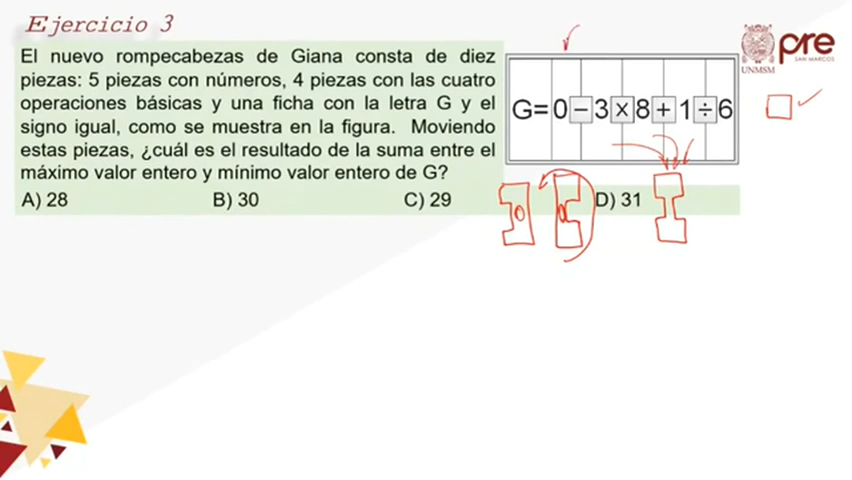 Ejercicio 3
El nuevo rompecabezas de Giana consta de diez
piezas: 5 piezas con números, 4 piezas con las cuatro
operaciones básicas y una ficha con la letra G y el
signo igual, como se muestra en la figura. Moviendo
estas piezas, ¿cuál es el resultado de la suma entre el
máximo valor entero y mínimo valor entero de G?
A) 28 B) 30 C) 29 D) 31
G=0−3×8+1÷6
UNMSM
pre
SAN MARCOS